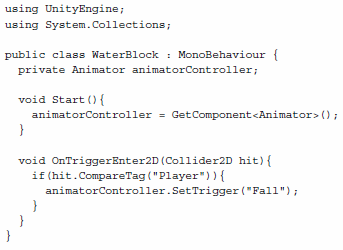 using UnityEngine;
using System.Collections;

public class WaterBlock : MonoBehaviour {
  private Animator animatorController;

  void Start(){
    animatorController = GetComponent<Animator>();
  }

  void OnTriggerEnter2D(Collider2D hit){
    if(hit.CompareTag("Player")){
      animatorController.SetTrigger("Fall");
    }
  }
}